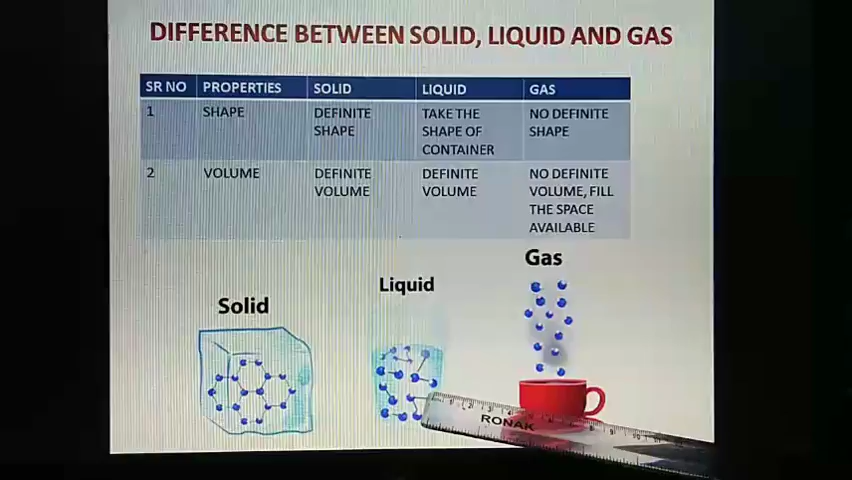 DIFFERENCE BETWEEN SOLID, LIQUID AND GAS
SR NO PROPERTIES SOLID LIQUID GAS
1 SHAPE DEFINITE SHAPE TAKE THE SHAPE OF CONTAINER NO DEFINITE SHAPE
2 VOLUME DEFINITE VOLUME DEFINITE VOLUME NO DEFINITE VOLUME, FILL THE SPACE AVAILABLE
Gas
Liquid
Solid
RONAK